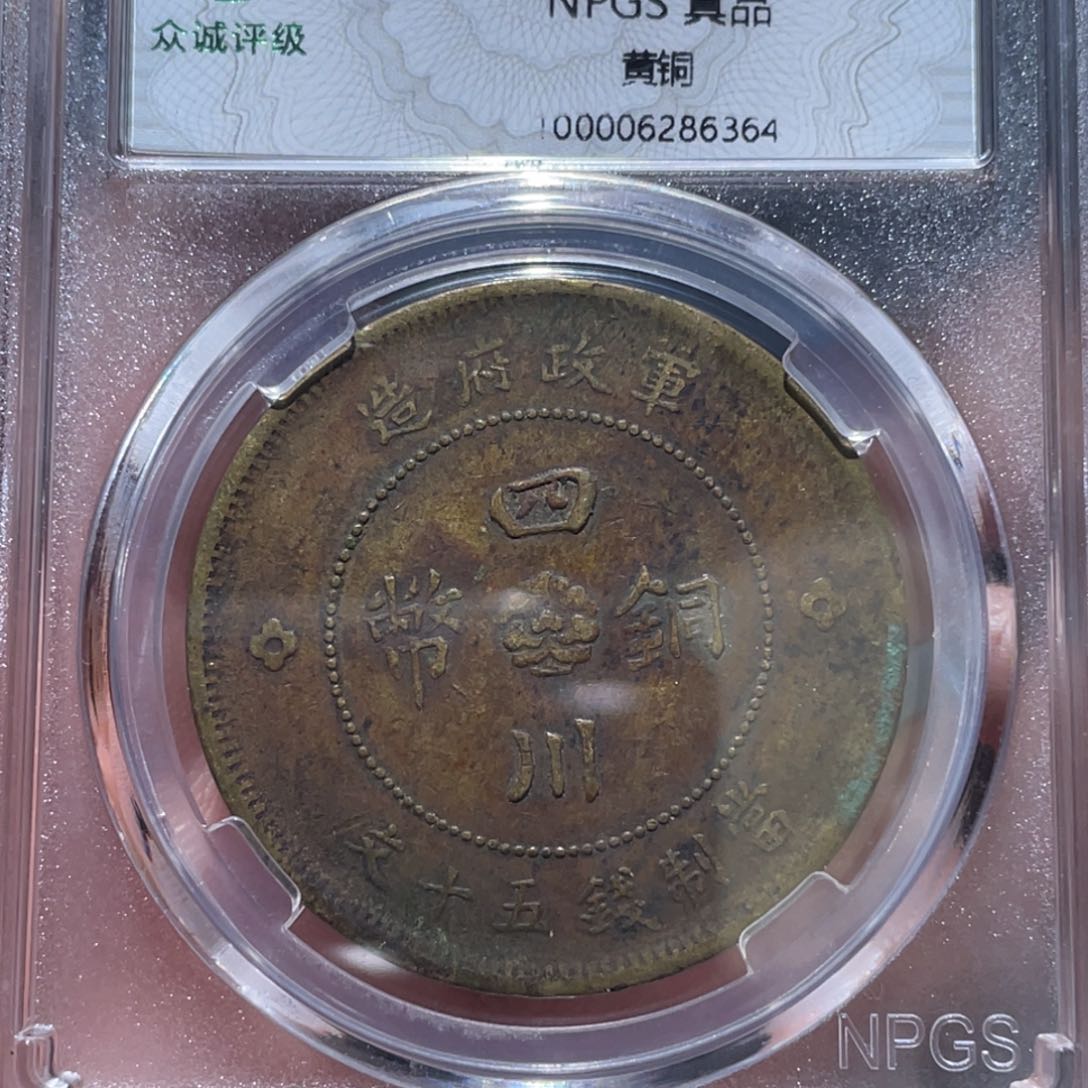 众诚评级
NPGS 真品
黄铜
00006286364
軍政府造
四川
銅幣
當制錢五十文
NPGS